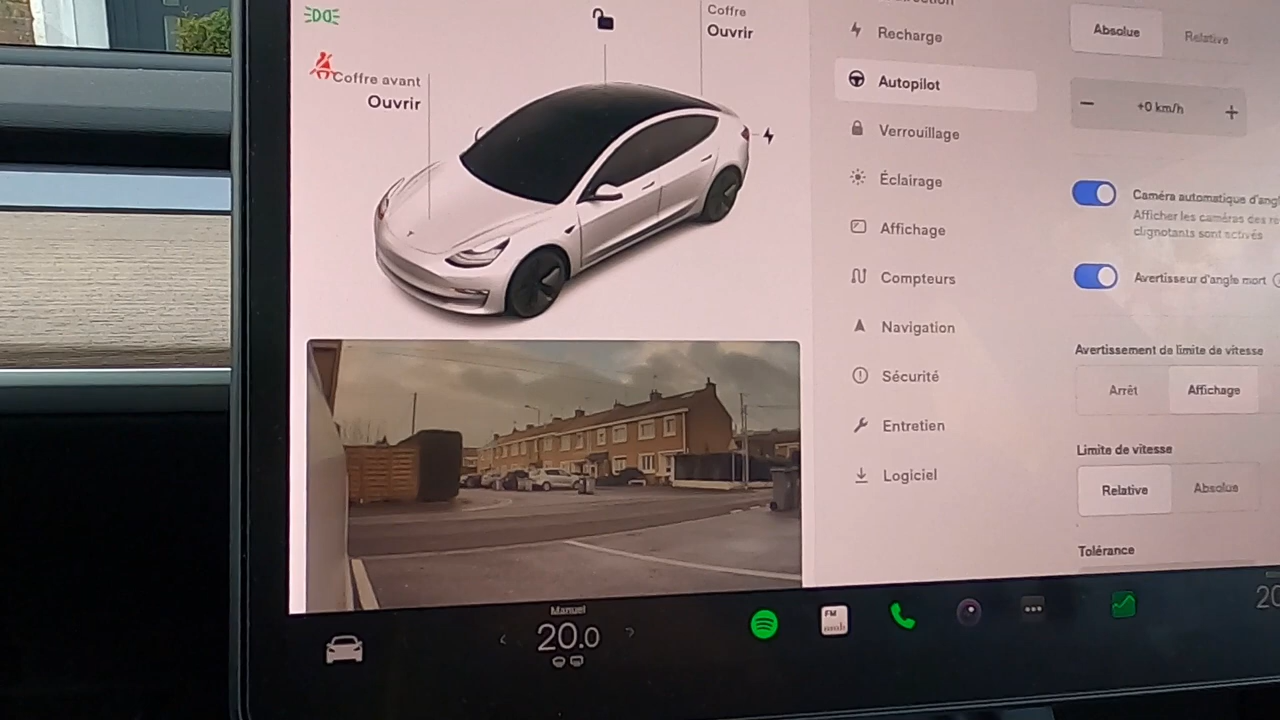 Coffre
Ouvrir
Coffre avant
Ouvrir
Recharge
Autopilot
Verrouillage
Éclairage
Affichage
Compteurs
Navigation
Sécurité
Entretien
Logiciel
Absolue
Relative
+0 km/h
Caméra automatique d'angl
Afficher les caméras des re
clignotants sont activés
Avertisseur d'angle mort
Avertissement de limite de vitesse
Arrêt
Affichage
Limite de vitesse
Relative
Absolue
Tolérance
Manuel
20.0
FM
20